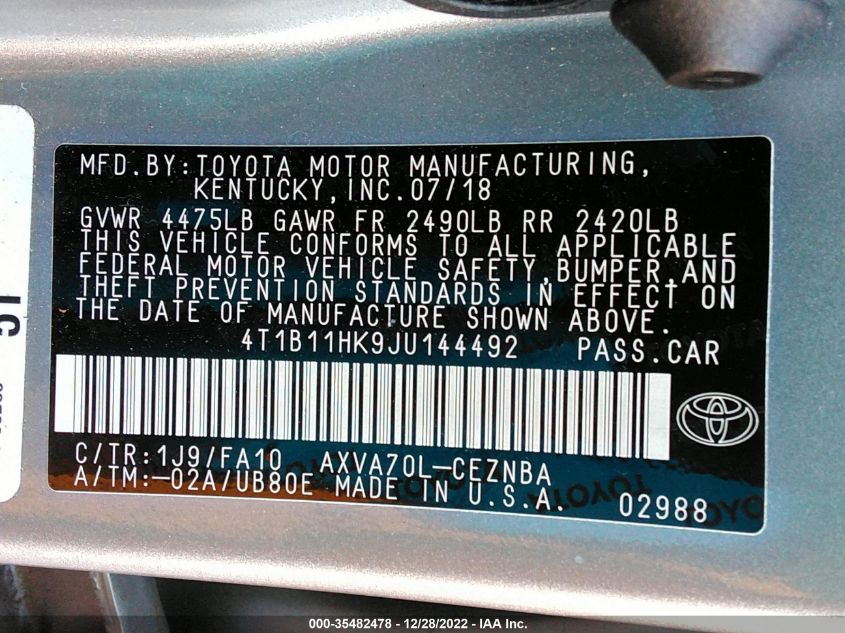 MFD.BY:TOYOTA MOTOR MANUFACTURING,
KENTUCKY,INC.07/18
GVWR 4475LB GAWR FR 2490LB RR 2420LB
THIS VEHICLE CONFORMS TO ALL APPLICABLE
FEDERAL MOTOR VEHICLE SAFETY,BUMPER,AND
THEFT PREVENTION STANDARDS IN EFFECT ON
THE DATE OF MANUFACTURE SHOWN ABOVE.
4T1B11HK9JU144492 PASS.CAR
C/TR:1J9/FA10 AXVA70L-CEZNBA
A/TM:-02A/UB80E MADE IN U.S.A. 02988
TOYOTA TOYOTA
000-35482478 - 12/28/2022 - IAA Inc.